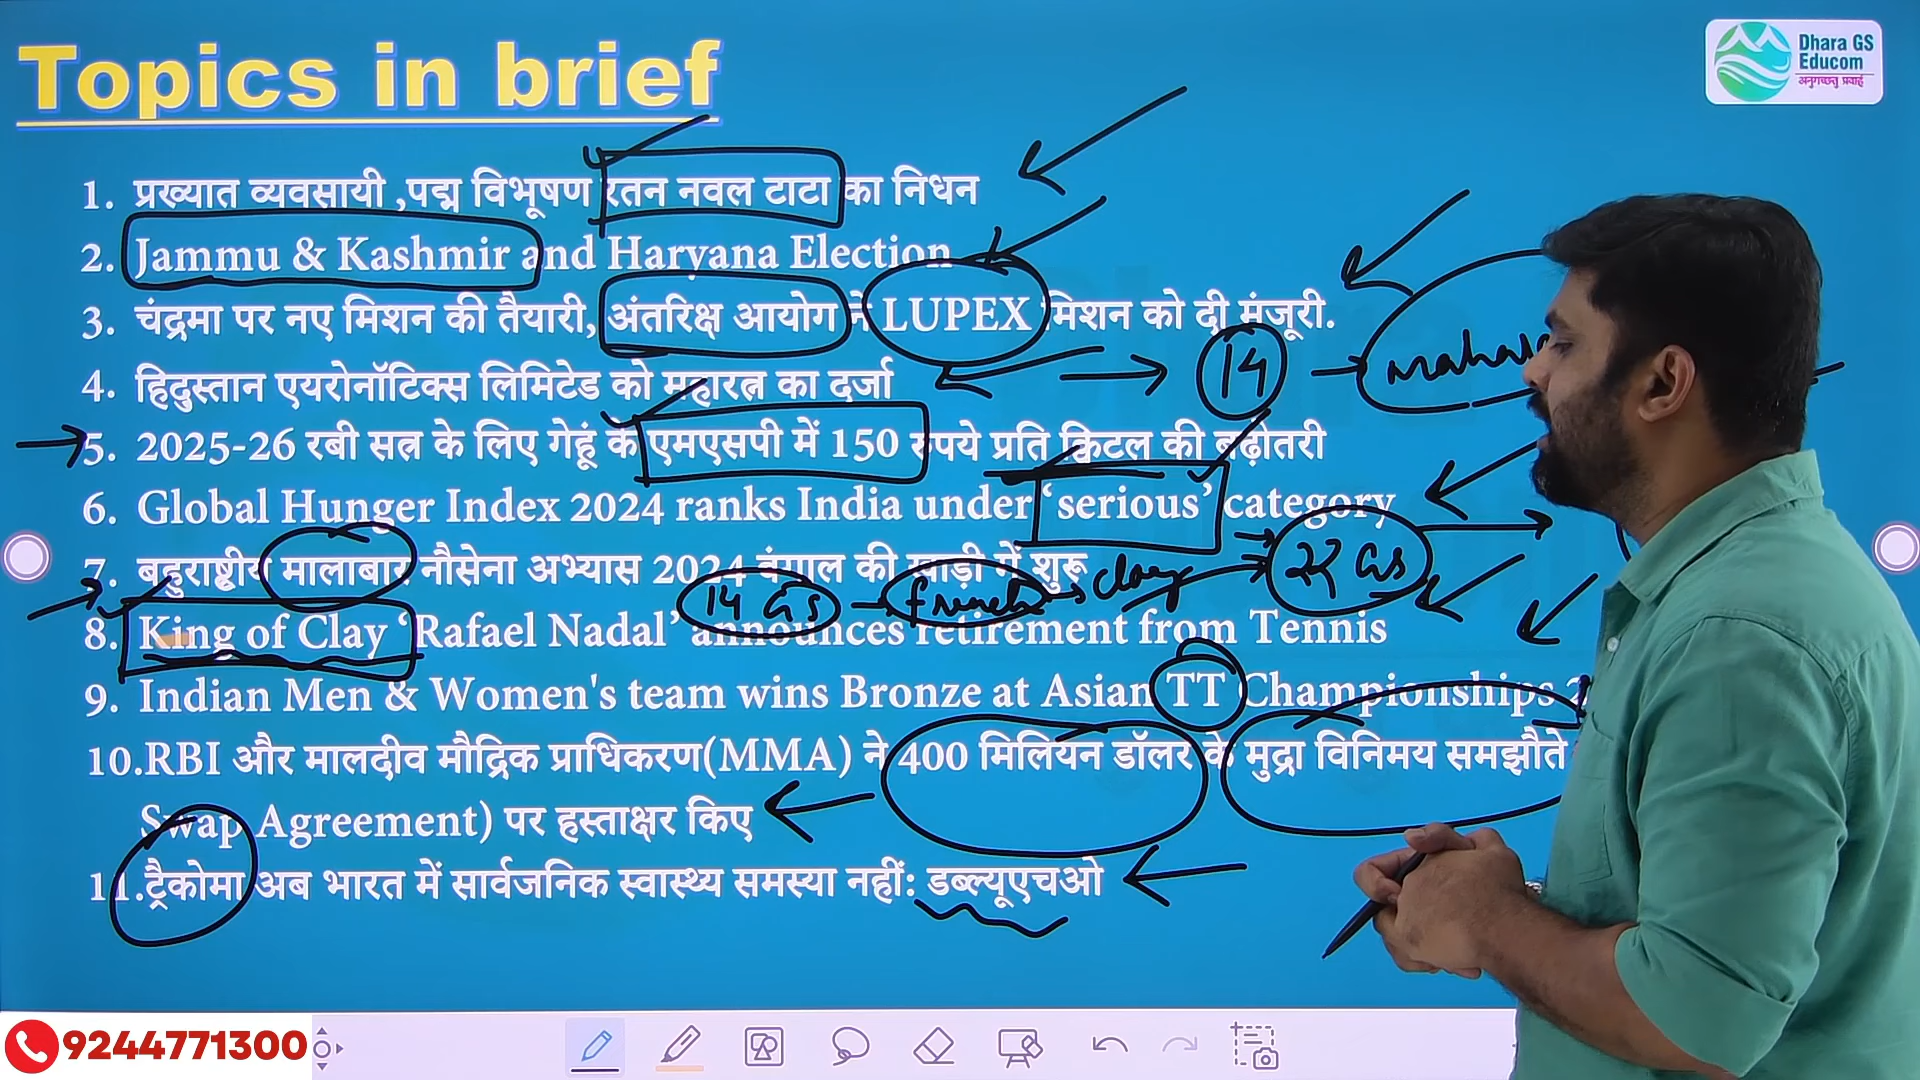 Topics in brief
Dhara GS
Educom
1. प्रख्यात व्यवसायी ,पद्म विभूषण रतन नवल टाटा का निधन
2. Jammu & Kashmir and Haryana Election
3. चंद्रमा पर नए मिशन की तैयारी, अंतरिक्ष आयोग ने LUPEX मिशन को दी मंजूरी.
14
4. हिंदुस्तान एयरोनॉटिक्स लिमिटेड को महारत्न का दर्जा
5. 2025-26 रबी सत्र के लिए गेहूं के एमएसपी में 150 रुपये प्रति क्विंटल की बढ़ोतरी
6. Global Hunger Index 2024 ranks India under ‘serious’ category
7. बहुराष्ट्रीय मालाबार नौसेना अभ्यास 2024 बंगाल की खाड़ी में शुरू
14 GS french clay 22 GS
8. King of Clay ‘Rafael Nadal’ announces retirement from Tennis
9. Indian Men & Women's team wins Bronze at Asian TT Championships
10.RBI और मालदीव मौद्रिक प्राधिकरण(MMA) ने 400 मिलियन डॉलर के मुद्रा विनिमय समझौते
Swap Agreement) पर हस्ताक्षर किए
11.ट्रैकोमा अब भारत में सार्वजनिक स्वास्थ्य समस्या नहीं: डब्ल्यूएचओ
9244771300